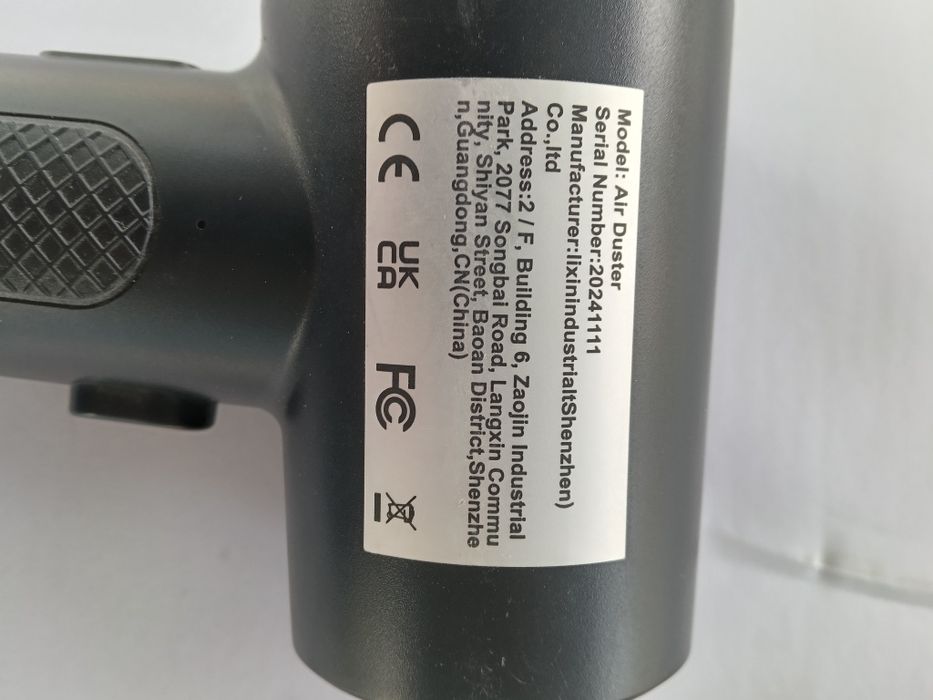 Model: Air Duster
Serial Number:20241111
Manufacturer:lixinindustrialtShenzhen)
Co.,ltd
Address:2 / F, Building 6, Zaojin Industrial
Park, 2077 Songbai Road, Langxin Commu
nity, Shiyan Street, Baoan District,Shenzhe
n,Guangdong,CN(China)
CE UK
CA FC